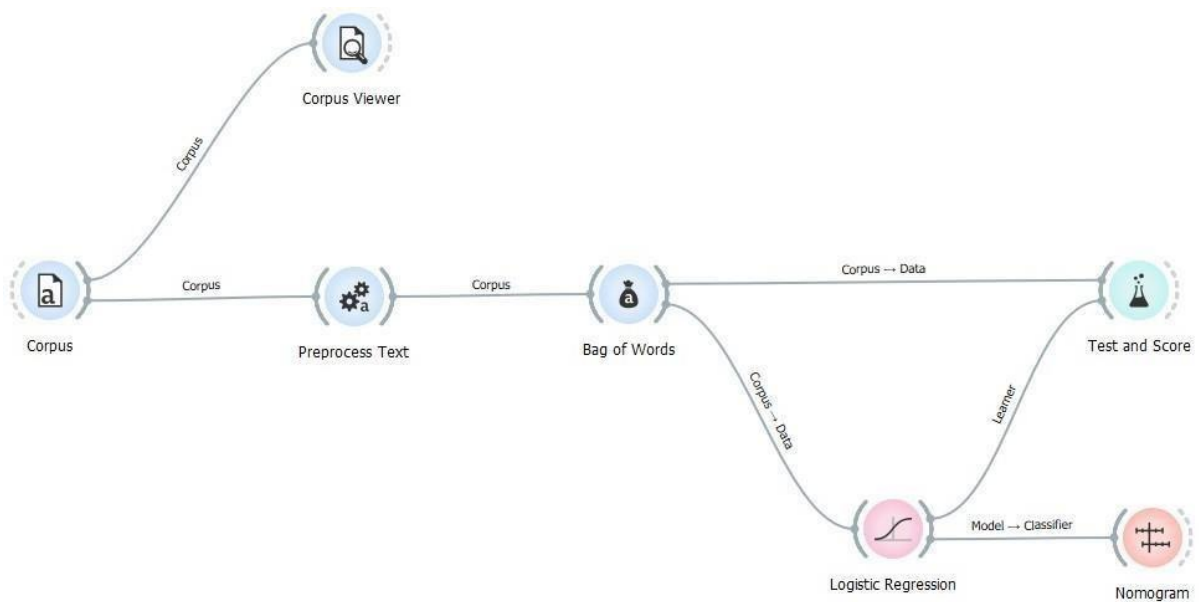 Corpus Viewer
Corpus
Corpus
Corpus
Corpus → Data
Corpus
Preprocess Text
Bag of Words
Test and Score
Corpus → Data
Learner
Model → Classifier
Logistic Regression
Nomogram